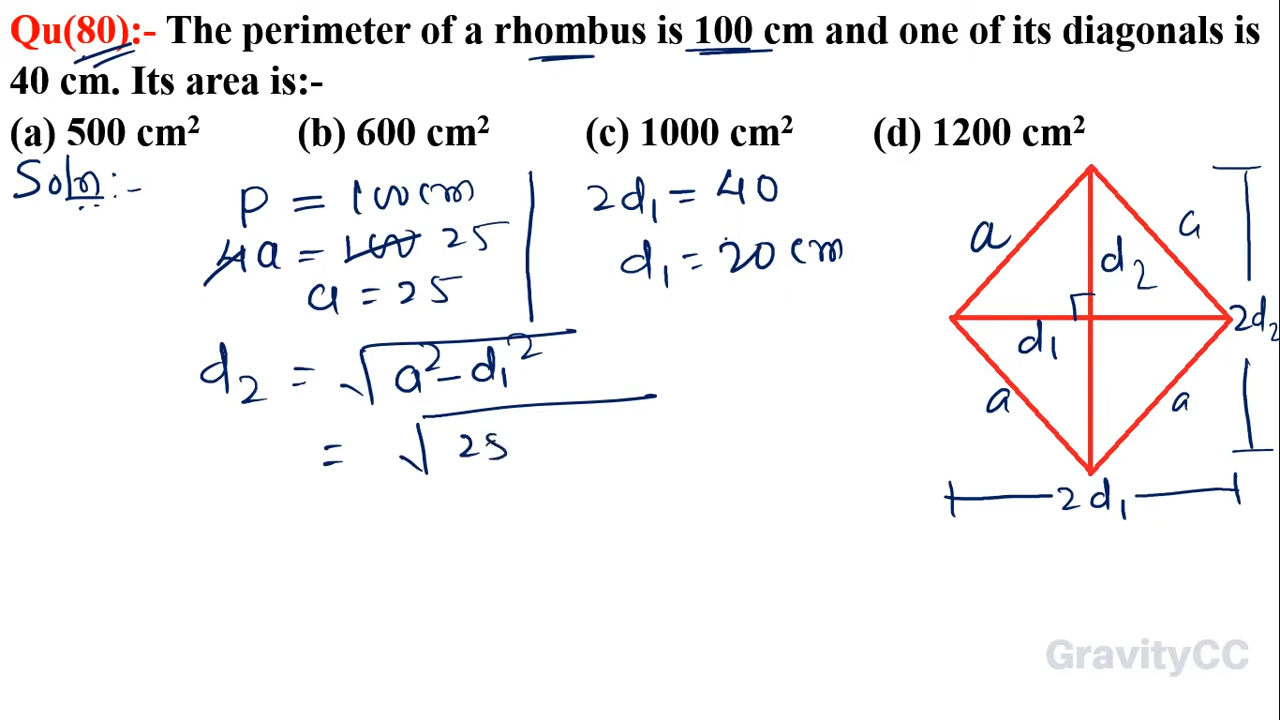 Qu(80):- The perimeter of a rhombus is 100 cm and one of its diagonals is
40 cm. Its area is:-
(a) 500 cm² (b) 600 cm² (c) 1000 cm² (d) 1200 cm²
Soln:-
P = 100 cm
4a = 100 25
a = 25
2d₁ = 40
d₁ = 20 cm
d₂ = √a² - d₁²
= √25
a
a
d₂
d₁
2d₂
a
a
2d₁
GravityCC